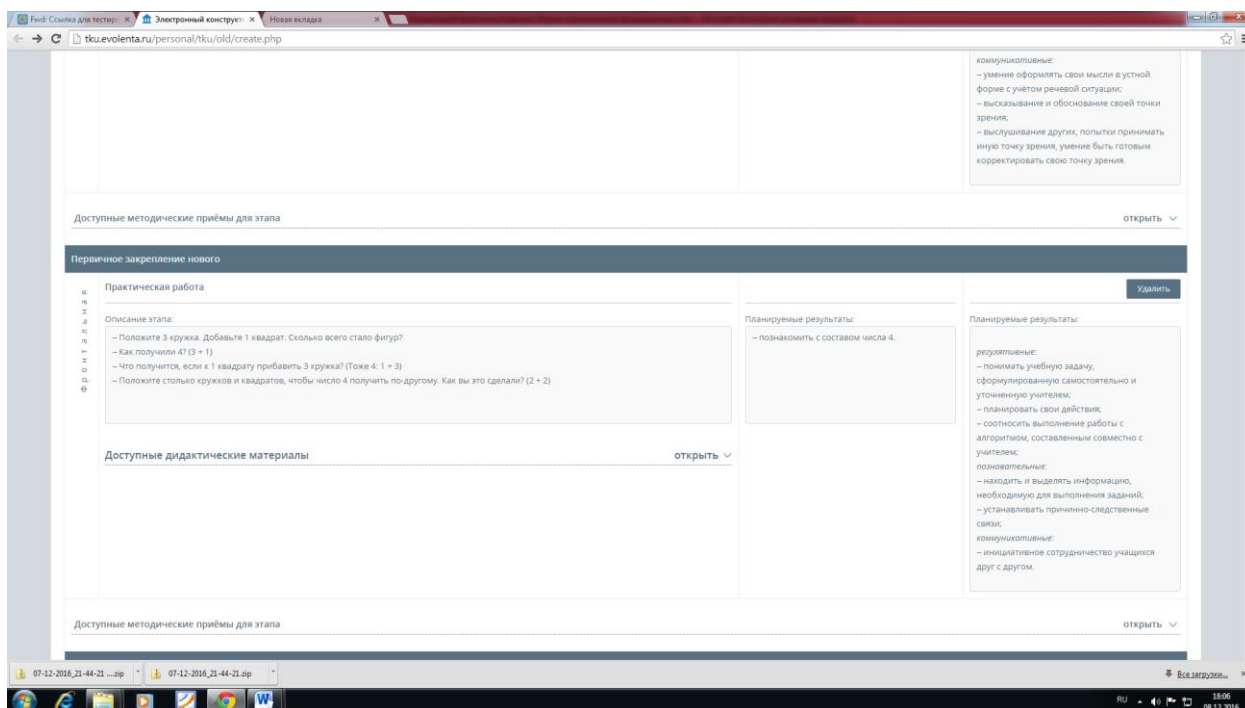 Fwd: Ссылка для тестир
Электронный конструкт
Новая вкладка
tku.evolenta.ru/personal/tku/old/create.php
коммуникативные:
– умение оформлять свои мысли в устной
форме с учётом речевой ситуации;
– высказывание и обоснование своей точки
зрения;
– выслушивание других, попытки принимать
иную точку зрения, умение быть готовым
корректировать свою точку зрения.
Доступные методические приёмы для этапа
открыть
Первичное закрепление нового
Фронтальная
Практическая работа
Удалить
Описание этапа:
– Положите 3 кружка. Добавьте 1 квадрат. Сколько всего стало фигур?
– Как получили 4? (3 + 1)
– Что получится, если к 1 квадрату прибавить 3 кружка? (Тоже 4: 1 + 3)
– Положите столько кружков и квадратов, чтобы число 4 получить по-другому. Как вы это сделали? (2 + 2)
Доступные дидактические материалы
открыть
Планируемые результаты:
– познакомить с составом числа 4.
Планируемые результаты:
регулятивные:
– понимать учебную задачу,
сформулированную самостоятельно и
уточненную учителем;
– планировать свои действия;
– соотносить выполнение работы с
алгоритмом, составленным совместно с
учителем;
познавательные:
– находить и выделять информацию,
необходимую для выполнения заданий;
– устанавливать причинно-следственные
связи;
коммуникативные:
– инициативное сотрудничество учащихся
друг с другом.
Доступные методические приёмы для этапа
открыть
07-12-2016_21-44-21 ....zip
07-12-2016_21-44-21.zip
Все загрузки...
RU
18:06
08.12.2016